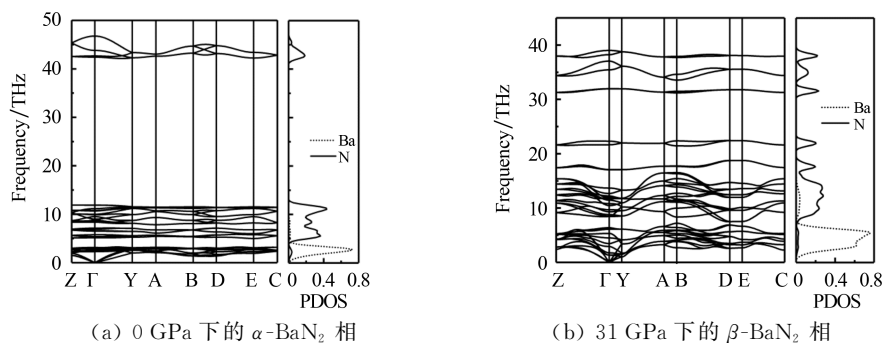 50
40
30
20
10
0
Frequency/THz
Z Γ Y A B D E C
Ba
N
0 0.4 0.8
PDOS
(a) 0 GPa 下的 α-BaN₂ 相
40
30
20
10
0
Frequency/THz
Z Γ Y A B D E C
Ba
N
0 0.4 0.8
PDOS
(b) 31 GPa 下的 β-BaN₂ 相